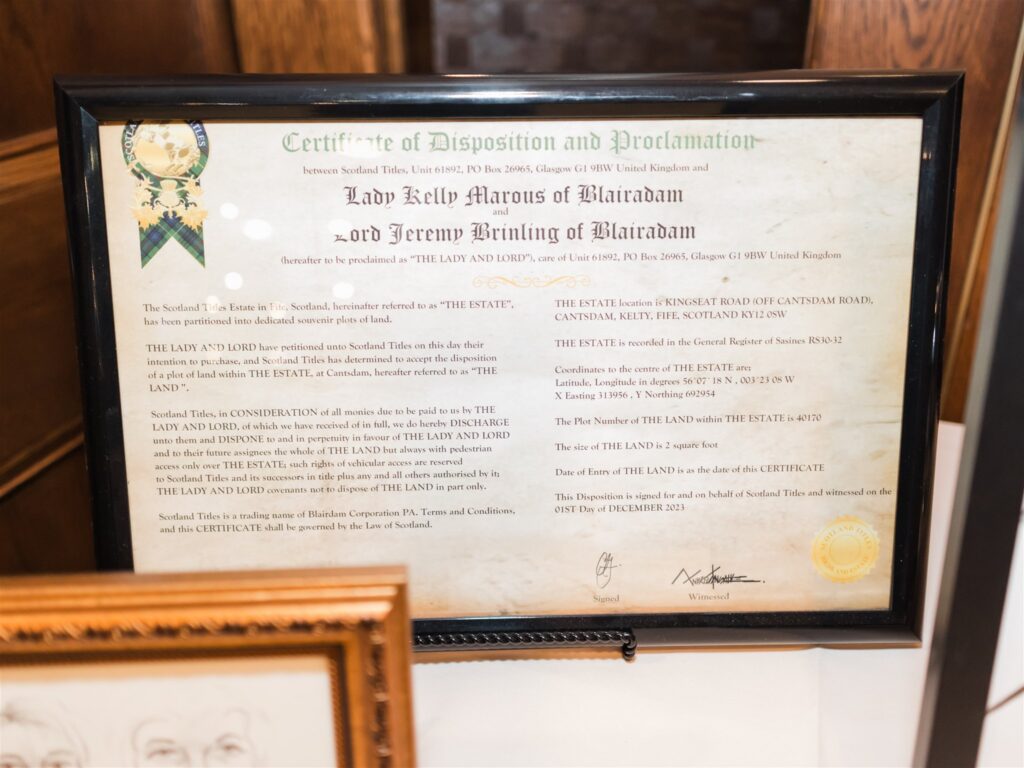 SCOTLAND TITLES
Certificate of Disposition and Proclamation
between Scotland Titles, Unit 61892, PO Box 26965, Glasgow G1 9BW United Kingdom and
Lady Kelly Marous of Blairadam
and
Lord Jeremy Brinling of Blairadam
(hereafter to be proclaimed as “THE LADY AND LORD”), care of Unit 61892, PO Box 26965, Glasgow G1 9BW United Kingdom
The Scotland Titles Estate in Fife, Scotland, hereinafter referred to as “THE ESTATE”,
has been partitioned into dedicated souvenir plots of land.
THE LADY AND LORD have petitioned unto Scotland Titles on this day their
intention to purchase, and Scotland Titles has determined to accept the disposition
of a plot of land within THE ESTATE, at Cantsdam, hereafter referred to as “THE
LAND ”.
Scotland Titles, in CONSIDERATION of all monies due to be paid to us by THE
LADY AND LORD, of which we have received of in full, we do hereby DISCHARGE
unto them and DISPONE to and in perpetuity in favour of THE LADY AND LORD
and to their future assignees the whole of THE LAND but always with pedestrian
access only over THE ESTATE; such rights of vehicular access are reserved
to Scotland Titles and its successors in title plus any and all others authorised by it;
THE LADY AND LORD covenants not to dispose of THE LAND in part only.
Scotland Titles is a trading name of Blairdam Corporation PA. Terms and Conditions,
and this CERTIFICATE shall be governed by the Law of Scotland.
THE ESTATE location is KINGSEAT ROAD (OFF CANTSDAM ROAD),
CANTSDAM, KELTY, FIFE, SCOTLAND KY12 0SW
THE ESTATE is recorded in the General Register of Sasines RS30-32
Coordinates to the centre of THE ESTATE are:
Latitude, Longitude in degrees 56°07' 18 N , 003°23 08 W
X Easting 313956 , Y Northing 692954
The Plot Number of THE LAND within THE ESTATE is 40170
The size of THE LAND is 2 square foot
Date of Entry of THE LAND is as the date of this CERTIFICATE
This Disposition is signed for and on behalf of Scotland Titles and witnessed on the
01ST Day of DECEMBER 2023
Signed
Witnessed
SCOTLAND TITLES